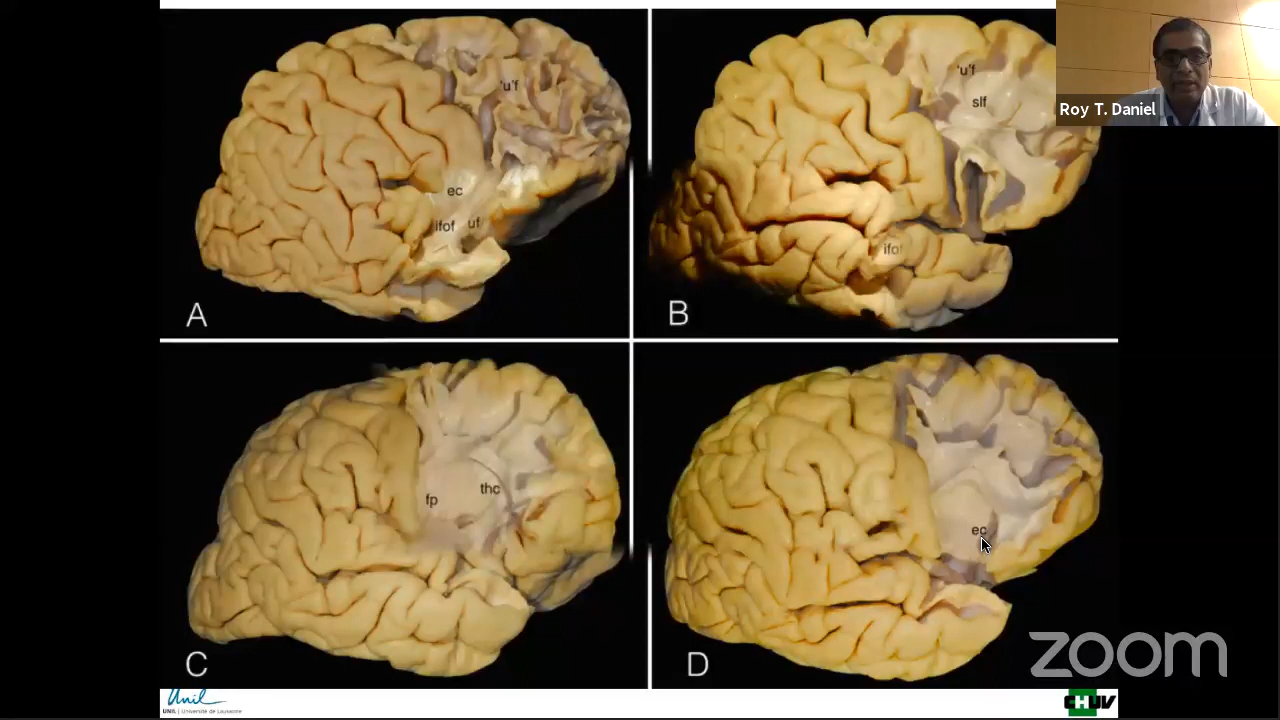 'u'f
ec
ifof
uf
A
'u'f
slf
ifof
B
Roy T. Daniel
fp
thc
C
ec
D
zoom
Unil
UNIL | Université de Lausanne
CHUV